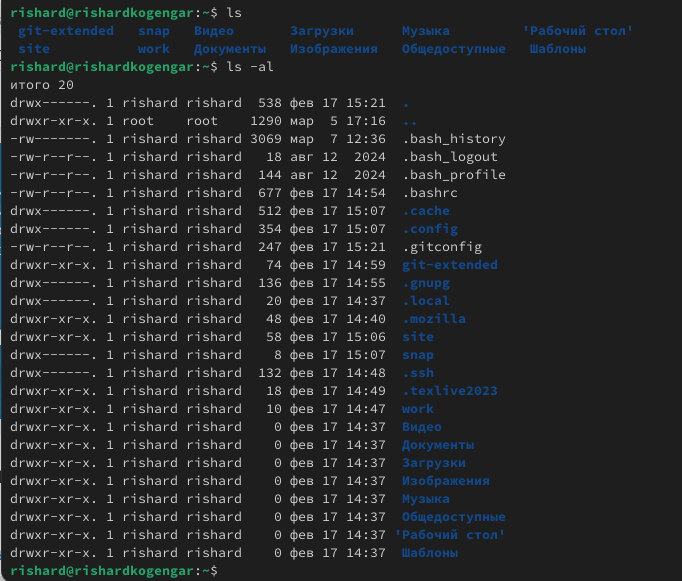 rishard@rishardkogengar:~$ ls
git-extended snap Видео Загрузки Музыка 'Рабочий стол'
site work Документы Изображения Общедоступные Шаблоны
rishard@rishardkogengar:~$ ls -al
итого 20
drwx------. 1 rishard rishard 538 фев 17 15:21 .
drwxr-xr-x. 1 root root 1290 мар 5 17:16 ..
-rw-------. 1 rishard rishard 3069 мар 7 12:36 .bash_history
-rw-r--r--. 1 rishard rishard 18 авг 12 2024 .bash_logout
-rw-r--r--. 1 rishard rishard 144 авг 12 2024 .bash_profile
-rw-r--r--. 1 rishard rishard 677 фев 17 14:54 .bashrc
drwx------. 1 rishard rishard 512 фев 17 15:07 .cache
drwx------. 1 rishard rishard 354 фев 17 15:07 .config
-rw-r--r--. 1 rishard rishard 247 фев 17 15:21 .gitconfig
drwxr-xr-x. 1 rishard rishard 74 фев 17 14:59 git-extended
drwx------. 1 rishard rishard 136 фев 17 14:55 .gnupg
drwx------. 1 rishard rishard 20 фев 17 14:37 .local
drwxr-xr-x. 1 rishard rishard 48 фев 17 14:40 .mozilla
drwxr-xr-x. 1 rishard rishard 58 фев 17 15:06 site
drwx------. 1 rishard rishard 8 фев 17 15:07 snap
drwx------. 1 rishard rishard 132 фев 17 14:48 .ssh
drwxr-xr-x. 1 rishard rishard 18 фев 17 14:49 .texlive2023
drwxr-xr-x. 1 rishard rishard 10 фев 17 14:47 work
drwxr-xr-x. 1 rishard rishard 0 фев 17 14:37 Видео
drwxr-xr-x. 1 rishard rishard 0 фев 17 14:37 Документы
drwxr-xr-x. 1 rishard rishard 0 фев 17 14:37 Загрузки
drwxr-xr-x. 1 rishard rishard 0 фев 17 14:37 Изображения
drwxr-xr-x. 1 rishard rishard 0 фев 17 14:37 Музыка
drwxr-xr-x. 1 rishard rishard 0 фев 17 14:37 Общедоступные
drwxr-xr-x. 1 rishard rishard 0 фев 17 14:37 'Рабочий стол'
drwxr-xr-x. 1 rishard rishard 0 фев 17 14:37 Шаблоны
rishard@rishardkogengar:~$